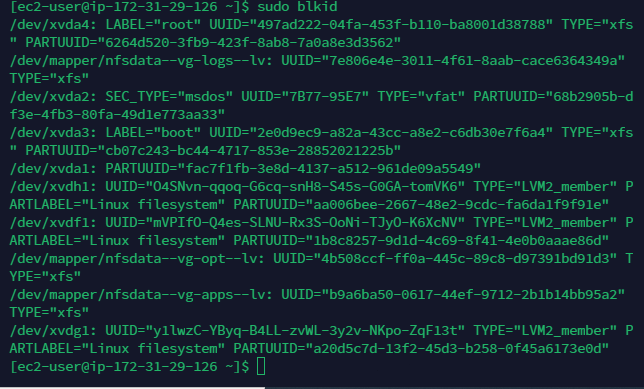 [ec2-user@ip-172-31-29-126 ~]$ sudo blkid
/dev/xvda4: LABEL="root" UUID="497ad222-04fa-453f-b110-ba8001d38788" TYPE="xfs
" PARTUUID="6264d520-3fb9-423f-8ab8-7a0a8e3d3562"
/dev/mapper/nfsdata--vg-logs--lv: UUID="7e806e4e-3011-4f61-8aab-cace6364349a"
TYPE="xfs"
/dev/xvda2: SEC_TYPE="msdos" UUID="7B77-95E7" TYPE="vfat" PARTUUID="68b2905b-d
f3e-4fb3-80fa-49d1e773aa33"
/dev/xvda3: LABEL="boot" UUID="2e0d9ec9-a82a-43cc-a8e2-c6db30e7f6a4" TYPE="xfs
" PARTUUID="cb07c243-bc44-4717-853e-28852021225b"
/dev/xvda1: PARTUUID="fac7f1fb-3e8d-4137-a512-961de09a5549"
/dev/xvdh1: UUID="O4SNvn-qqoq-G6cq-snH8-S45s-G0GA-tomVK6" TYPE="LVM2_member" P
ARTLABEL="Linux filesystem" PARTUUID="aa006bee-2667-48e2-9cdc-fa6da1f9f91e"
/dev/xvdf1: UUID="mVPIfO-Q4es-SLNU-Rx3S-OoNi-TJyO-K6XcNV" TYPE="LVM2_member" P
ARTLABEL="Linux filesystem" PARTUUID="1b8c8257-9d1d-4c69-8f41-4e0b0aaae86d"
/dev/mapper/nfsdata--vg-opt--lv: UUID="4b508ccf-ff0a-445c-89c8-d97391bd91d3" T
YPE="xfs"
/dev/mapper/nfsdata--vg-apps--lv: UUID="b9a6ba50-0617-44ef-9712-2b1b14bb95a2"
TYPE="xfs"
/dev/xvdg1: UUID="y1lwzC-YByq-B4LL-zvWL-3y2v-NKpo-ZqF13t" TYPE="LVM2_member" P
ARTLABEL="Linux filesystem" PARTUUID="a20d5c7d-13f2-45d3-b258-0f45a6173e0d"
[ec2-user@ip-172-31-29-126 ~]$